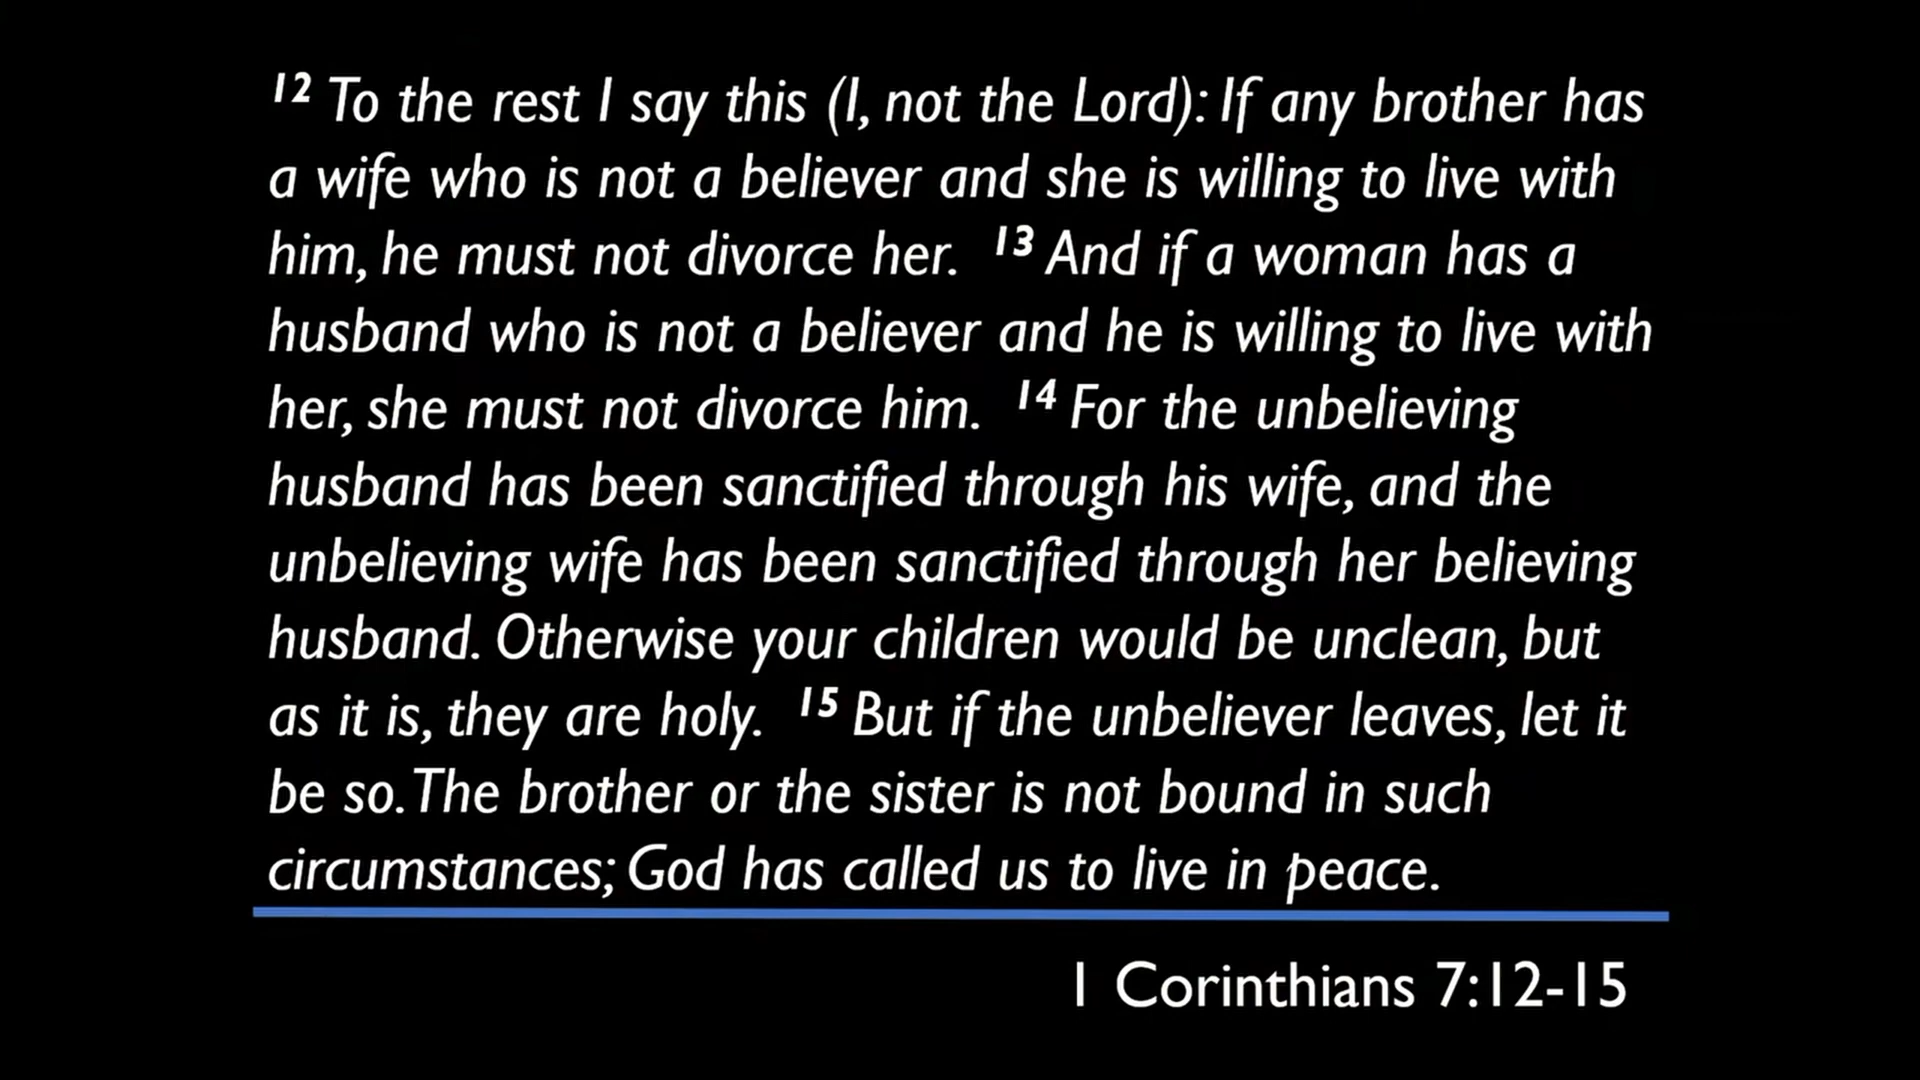 12 To the rest I say this (I, not the Lord): If any brother has
a wife who is not a believer and she is willing to live with
him, he must not divorce her. 13 And if a woman has a
husband who is not a believer and he is willing to live with
her, she must not divorce him. 14 For the unbelieving
husband has been sanctified through his wife, and the
unbelieving wife has been sanctified through her believing
husband. Otherwise your children would be unclean, but
as it is, they are holy. 15 But if the unbeliever leaves, let it
be so. The brother or the sister is not bound in such
circumstances; God has called us to live in peace.
1 Corinthians 7:12-15